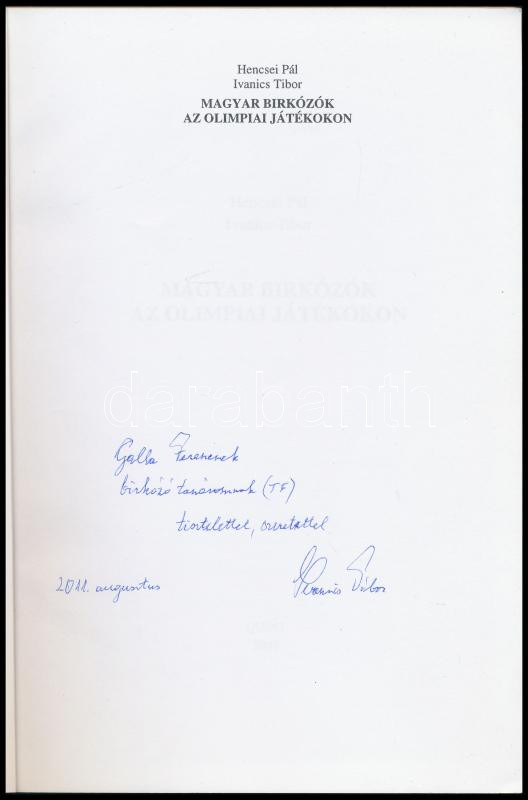 Hencsei Pál
Ivanics Tibor
MAGYAR BIRKÓZÓK
AZ OLIMPIAI JÁTÉKOKON
Hencsei Pál
Ivanics Tibor
MAGYAR BIRKÓZÓK
AZ OLIMPIAI JÁTÉKOKON
darabanth
Galla Ferencnek
birkózó tanáromnak (TF)
tisztelettel, szeretettel
2011. augusztus
Ivanics Tibor